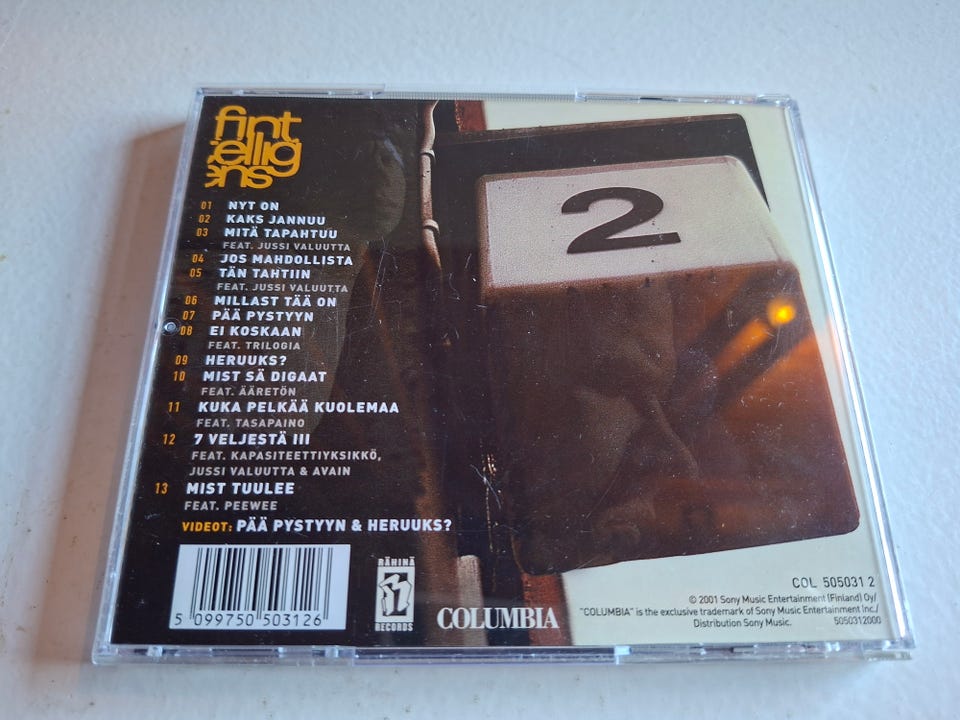 fint
ellig
ens
01 NYT ON
02 KAKS JANNUU
03 MITÄ TAPAHTUU
FEAT. JUSSI VALUUTTA
04 JOS MAHDOLLISTA
05 TÄN TAHTIIN
FEAT. JUSSI VALUUTTA
06 MILLAST TÄÄ ON
07 PÄÄ PYSTYYN
08 EI KOSKAAN
FEAT. TRILOGIA
09 HERUUKS?
10 MIST SÄ DIGAAT
FEAT. ÄÄRETÖN
11 KUKA PELKÄÄ KUOLEMAA
FEAT. TASAPAINO
12 7 VELJESTÄ III
FEAT. KAPASITEETTIYKSIKKÖ,
JUSSI VALUUTTA & AVAIN
13 MIST TUULEE
FEAT. PEEWEE
VIDEOT: PÄÄ PYSTYYN & HERUUKS?
2
5 099750 503126
RÄHINÄ
RECORDS
COLUMBIA
COL 505031 2
© 2001 Sony Music Entertainment (Finland) Oy/
"COLUMBIA" is the exclusive trademark of Sony Music Entertainment Inc./
Distribution Sony Music. 5050312000